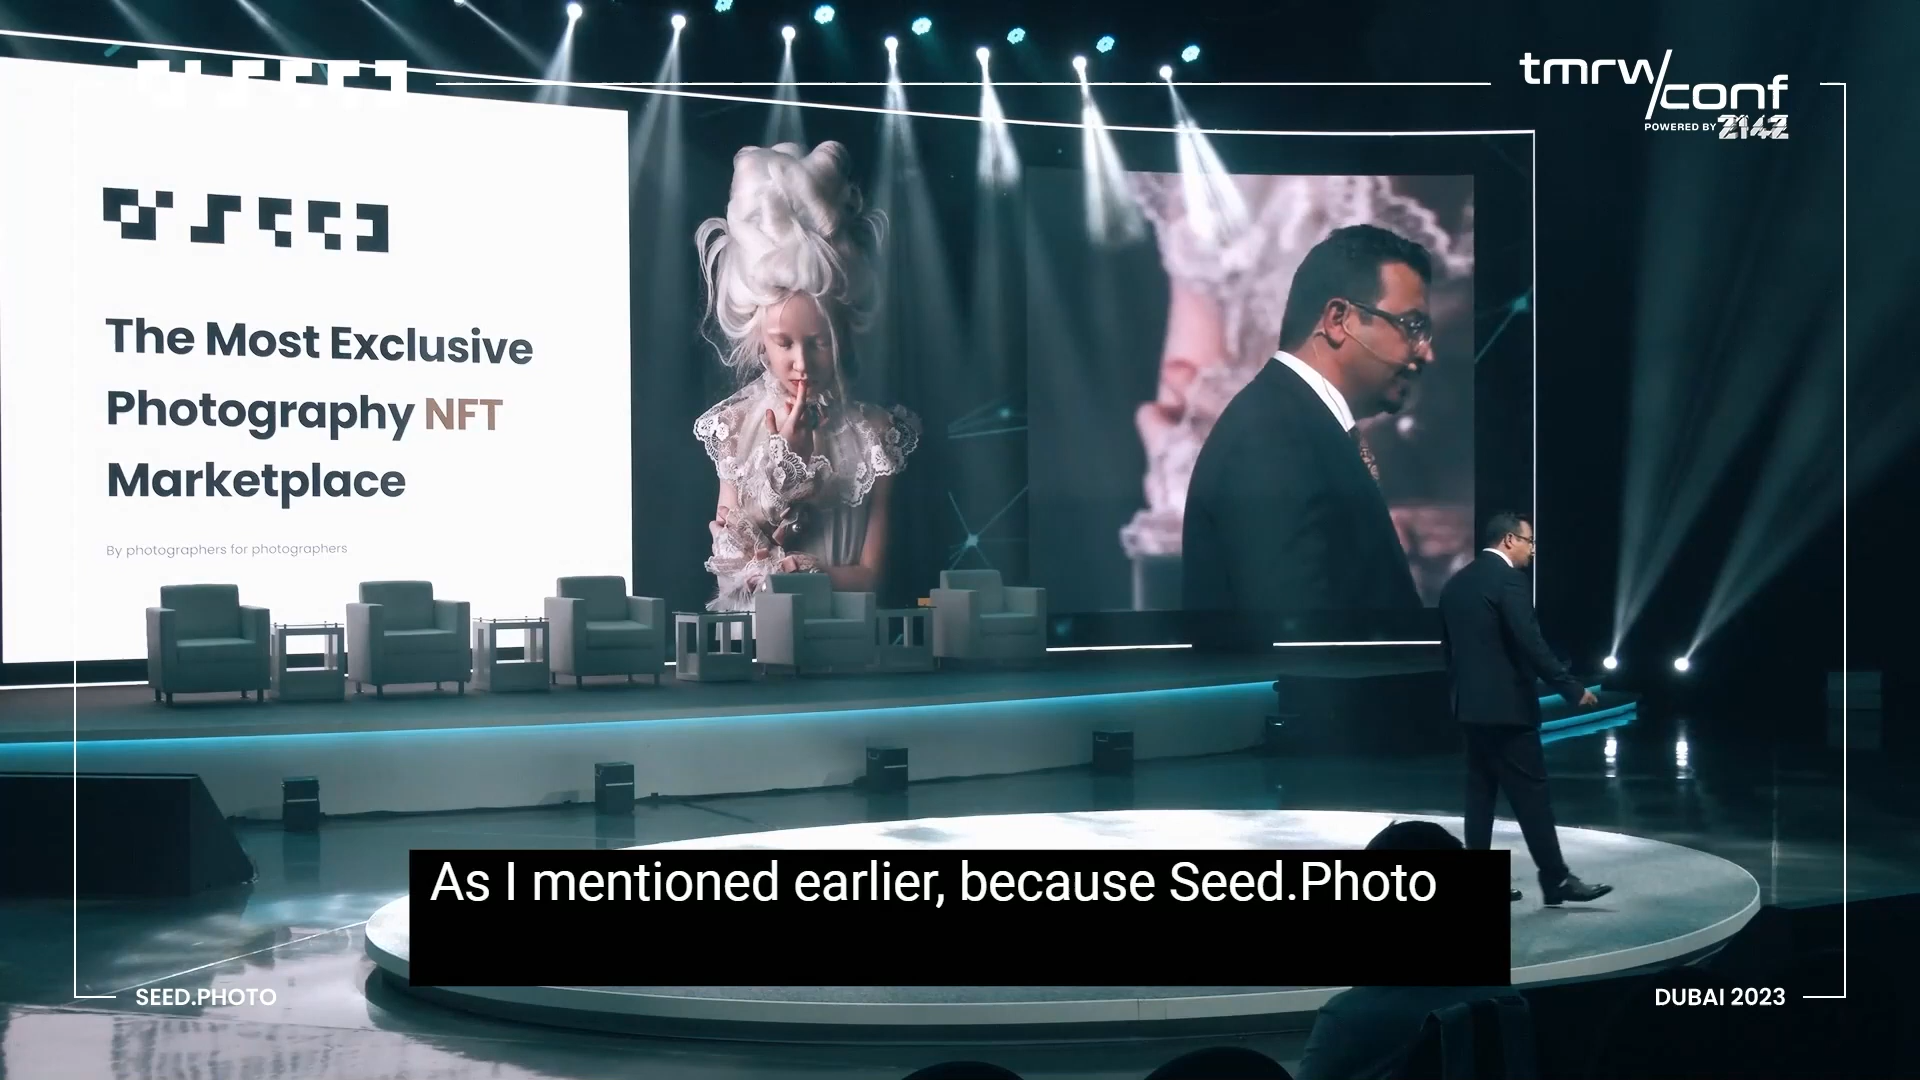 tmrw/conf
POWERED BY 2142
The Most Exclusive
Photography NFT
Marketplace
By photographers for photographers
As I mentioned earlier, because Seed.Photo
SEED.PHOTO
DUBAI 2023